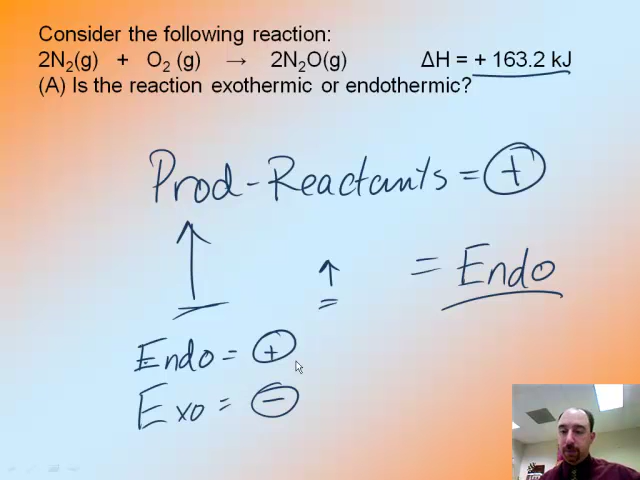 Consider the following reaction:
2N₂(g) + O₂ (g) → 2N₂O(g) ΔH = + 163.2 kJ
(A) Is the reaction exothermic or endothermic?
Prod-Reactants = +
= Endo
Endo = +
Exo = −